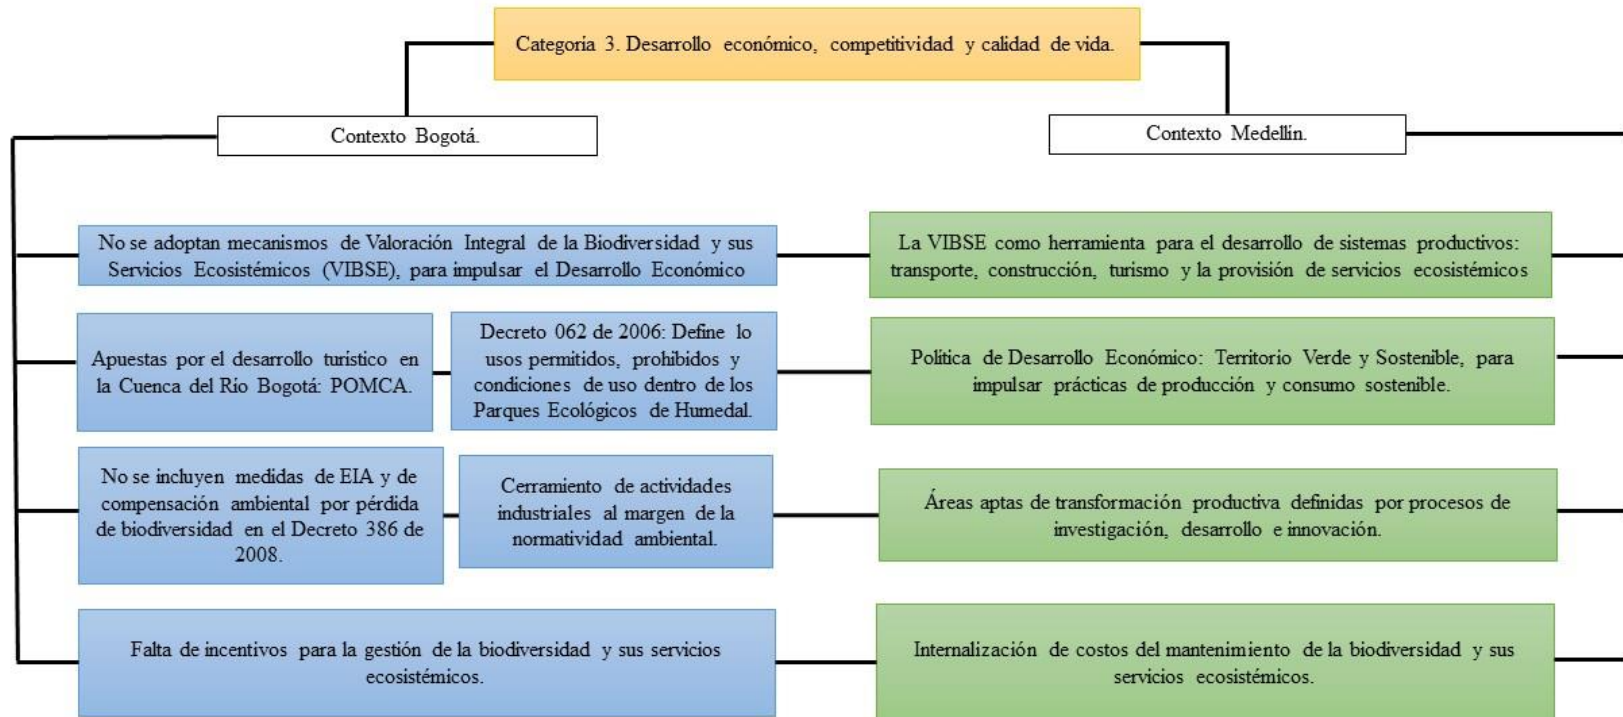 Categoría 3. Desarrollo económico, competitividad y calidad de vida.
Contexto Bogotá.
Contexto Medellín.
No se adoptan mecanismos de Valoración Integral de la Biodiversidad y sus
Servicios Ecosistémicos (VIBSE), para impulsar el Desarrollo Económico
La VIBSE como herramienta para el desarrollo de sistemas productivos:
transporte, construcción, turismo y la provisión de servicios ecosistémicos
Apuestas por el desarrollo turístico en
la Cuenca del Río Bogotá: POMCA.
Decreto 062 de 2006: Define lo
usos permitidos, prohibidos y
condiciones de uso dentro de los
Parques Ecológicos de Humedal.
Política de Desarrollo Económico: Territorio Verde y Sostenible, para
impulsar prácticas de producción y consumo sostenible.
No se incluyen medidas de EIA y de
compensación ambiental por pérdida
de biodiversidad en el Decreto 386 de
2008.
Cerramiento de actividades
industriales al margen de la
normatividad ambiental.
Áreas aptas de transformación productiva definidas por procesos de
investigación, desarrollo e innovación.
Falta de incentivos para la gestión de la biodiversidad y sus servicios
ecosistémicos.
Internalización de costos del mantenimiento de la biodiversidad y sus
servicios ecosistémicos.